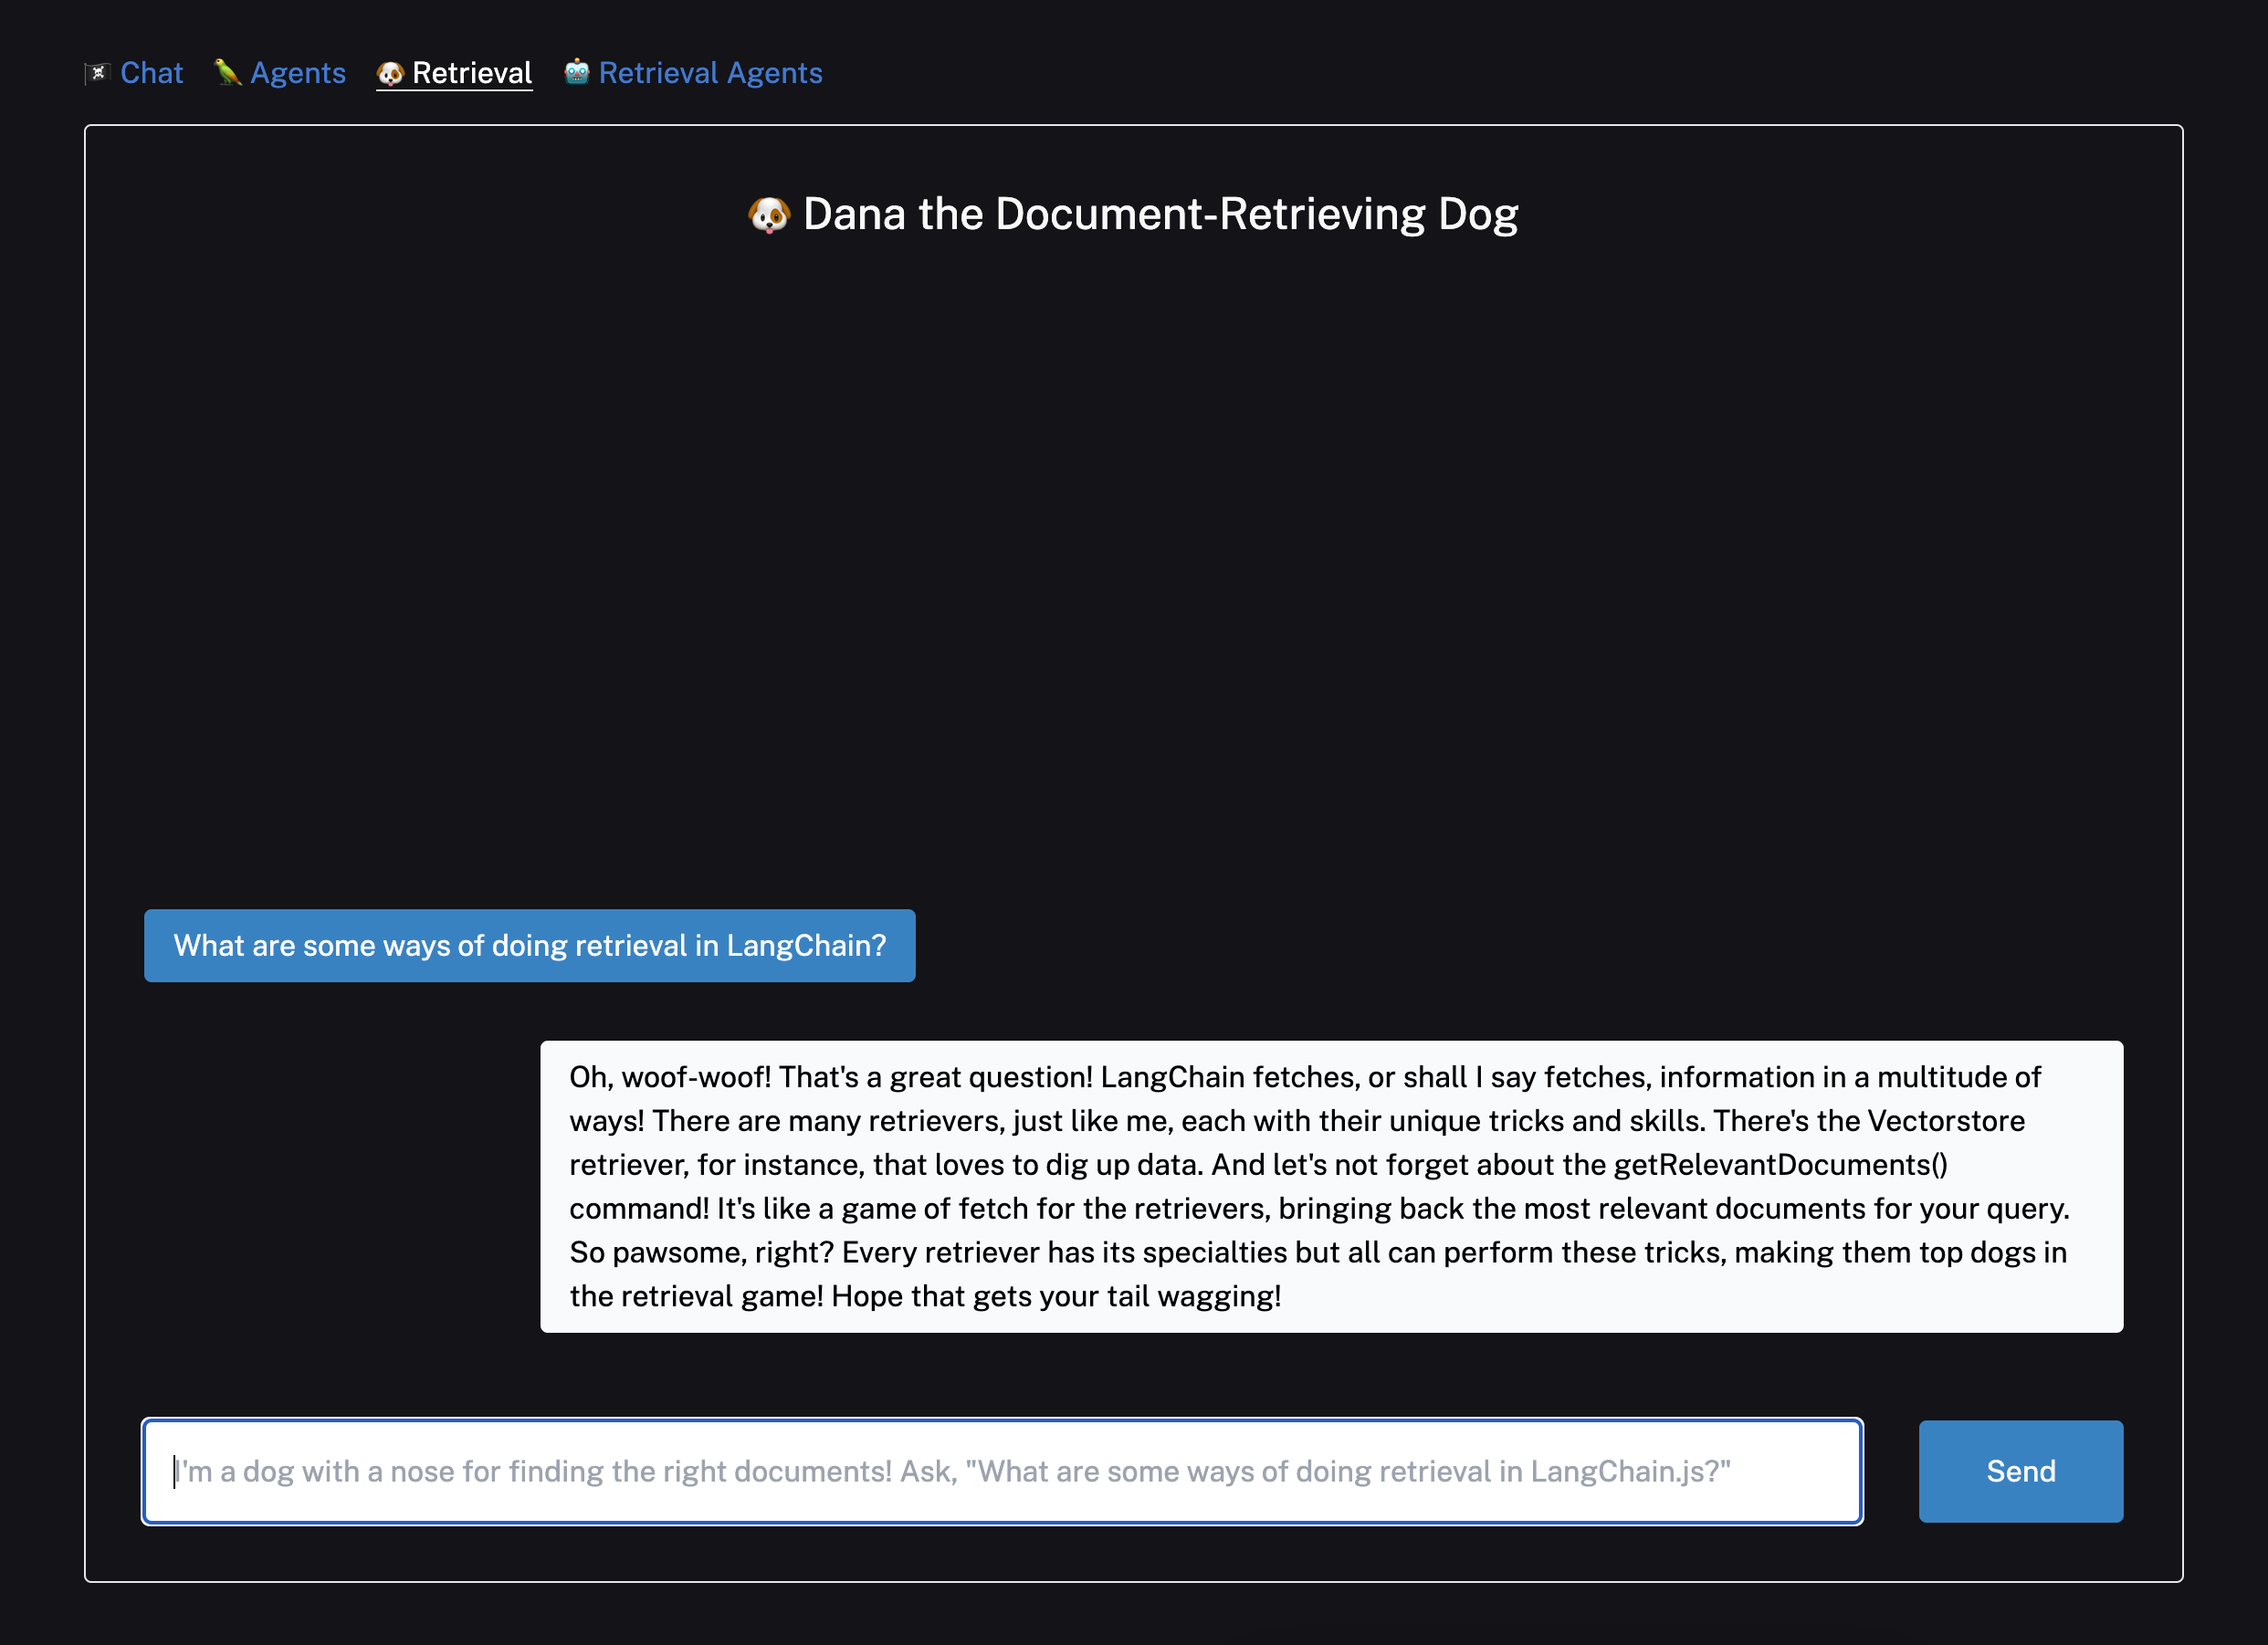 🏴‍☠️ Chat 🦜 Agents 🐶 Retrieval 🤖 Retrieval Agents
🐶 Dana the Document-Retrieving Dog
What are some ways of doing retrieval in LangChain?
Oh, woof-woof! That's a great question! LangChain fetches, or shall I say fetches, information in a multitude of
ways! There are many retrievers, just like me, each with their unique tricks and skills. There's the Vectorstore
retriever, for instance, that loves to dig up data. And let's not forget about the getRelevantDocuments()
command! It's like a game of fetch for the retrievers, bringing back the most relevant documents for your query.
So pawsome, right? Every retriever has its specialties but all can perform these tricks, making them top dogs in
the retrieval game! Hope that gets your tail wagging!
I'm a dog with a nose for finding the right documents! Ask, "What are some ways of doing retrieval in LangChain.js?"
Send